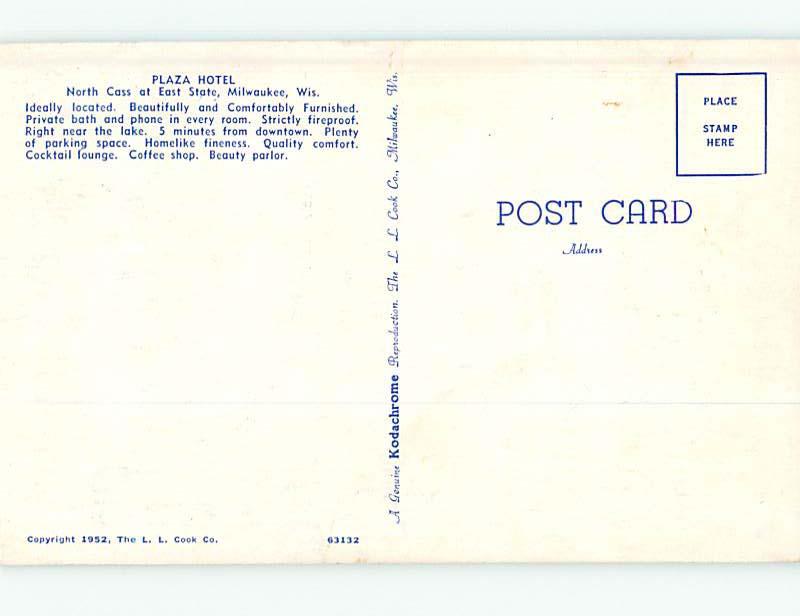 PLAZA HOTEL
North Cass at East State, Milwaukee, Wis.
Ideally located. Beautifully and Comfortably Furnished.
Private bath and phone in every room. Strictly fireproof.
Right near the lake. 5 minutes from downtown. Plenty
of parking space. Homelike fineness. Quality comfort.
Cocktail lounge. Coffee shop. Beauty parlor.
Copyright 1952, The L. L. Cook Co.
63132
A Genuine Kodachrome Reproduction. The L. L. Cook Co., Milwaukee, Wis.
PLACE
STAMP
HERE
POST CARD
Address